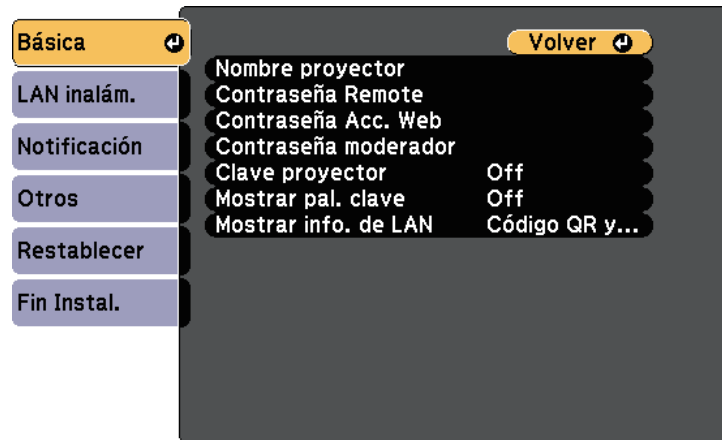 Básica
LAN inalám.
Notificación
Otros
Restablecer
Fin Instal.
Volver
Nombre proyector
Contraseña Remote
Contraseña Acc. Web
Contraseña moderador
Clave proyector Off
Mostrar pal. clave Off
Mostrar info. de LAN Código QR y...